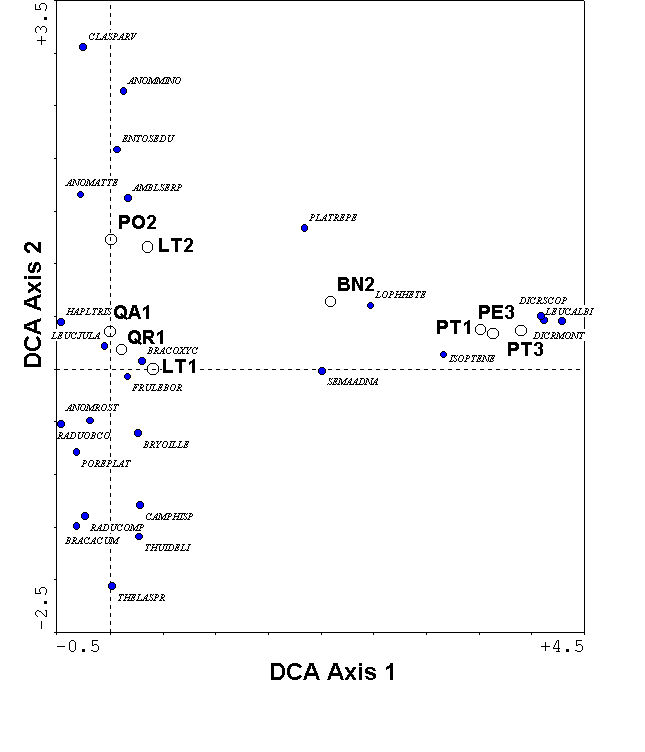 +3.5
CLASPARV
ANOMMINO
ENTOSEDU
ANOMATTE
AMBLSERP
PO2
LT2
PLATREPE
DCA Axis 2
BN2
LOPHHETE
DICRSCOP
HAPLTRIS
QA1
PE3
LEUCALBI
PT1
LEUCJULA
QR1
DICRMONT
PT3
BRACOXYC
ISOPTENE
LT1
FRULEBOR
SEMAADNA
ANOMROST
RADUOBCO
BRYOILLE
POREPLAT
CAMPHISP
RADUCOMP
BRACACUM
THUIDELI
THELASPR
-2.5
-0.5
+4.5
DCA Axis 1